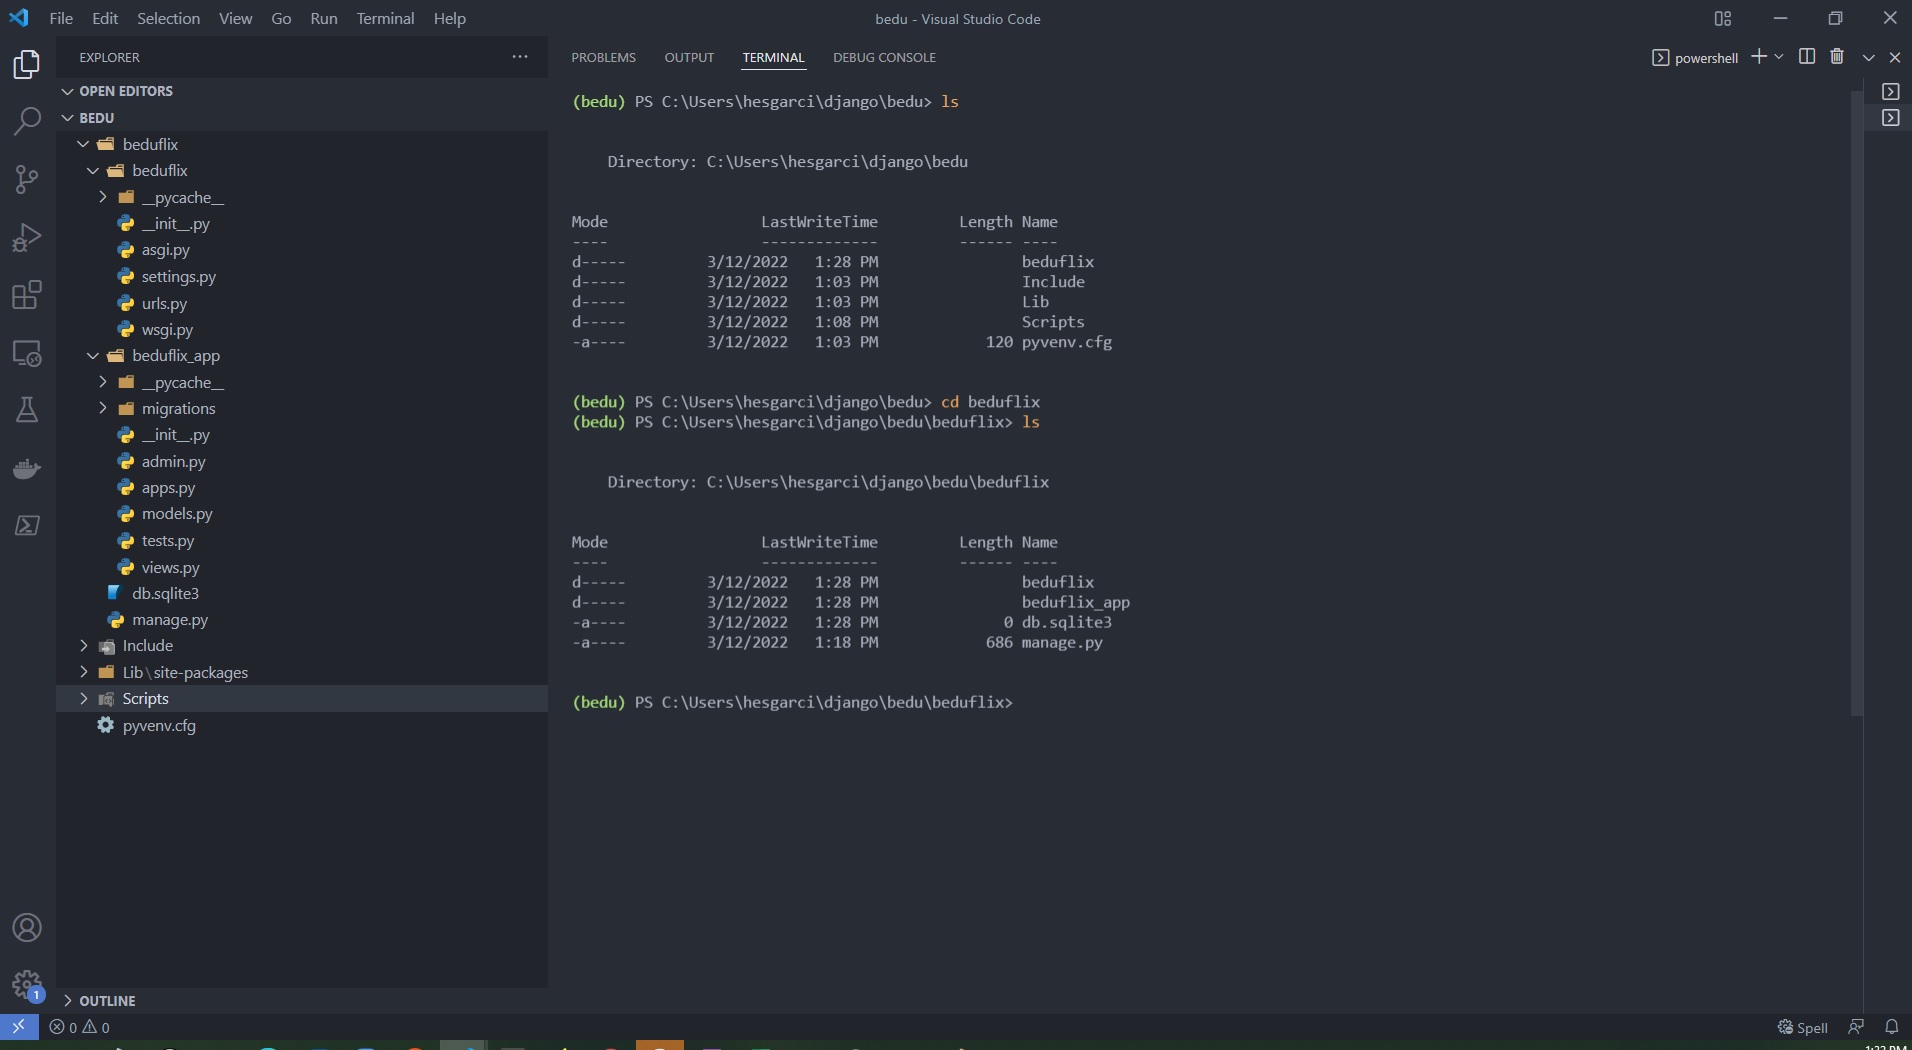 File Edit Selection View Go Run Terminal Help
bedu - Visual Studio Code
EXPLORER
OPEN EDITORS
BEDU
beduflix
beduflix
__pycache__
__init__.py
asgi.py
settings.py
urls.py
wsgi.py
beduflix_app
__pycache__
migrations
__init__.py
admin.py
apps.py
models.py
tests.py
views.py
db.sqlite3
manage.py
Include
Lib\site-packages
Scripts
pyvenv.cfg
OUTLINE
PROBLEMS OUTPUT TERMINAL DEBUG CONSOLE
powershell
(bedu) PS C:\Users\hesgarci\django\bedu> ls
Directory: C:\Users\hesgarci\django\bedu
Mode LastWriteTime Length Name
---- ------------- ------ ----
d----- 3/12/2022 1:28 PM beduflix
d----- 3/12/2022 1:03 PM Include
d----- 3/12/2022 1:03 PM Lib
d----- 3/12/2022 1:08 PM Scripts
-a---- 3/12/2022 1:03 PM 120 pyvenv.cfg
(bedu) PS C:\Users\hesgarci\django\bedu> cd beduflix
(bedu) PS C:\Users\hesgarci\django\bedu\beduflix> ls
Directory: C:\Users\hesgarci\django\bedu\beduflix
Mode LastWriteTime Length Name
---- ------------- ------ ----
d----- 3/12/2022 1:28 PM beduflix
d----- 3/12/2022 1:28 PM beduflix_app
-a---- 3/12/2022 1:28 PM 0 db.sqlite3
-a---- 3/12/2022 1:18 PM 686 manage.py
(bedu) PS C:\Users\hesgarci\django\bedu\beduflix>
1
0 0
Spell